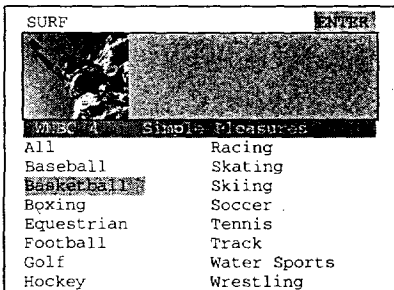 SURF ENTER
WNBC 4 Simple Pleasures
All Racing
Baseball Skating
Basketball Skiing
Boxing Soccer
Equestrian Tennis
Football Track
Golf Water Sports
Hockey Wrestling